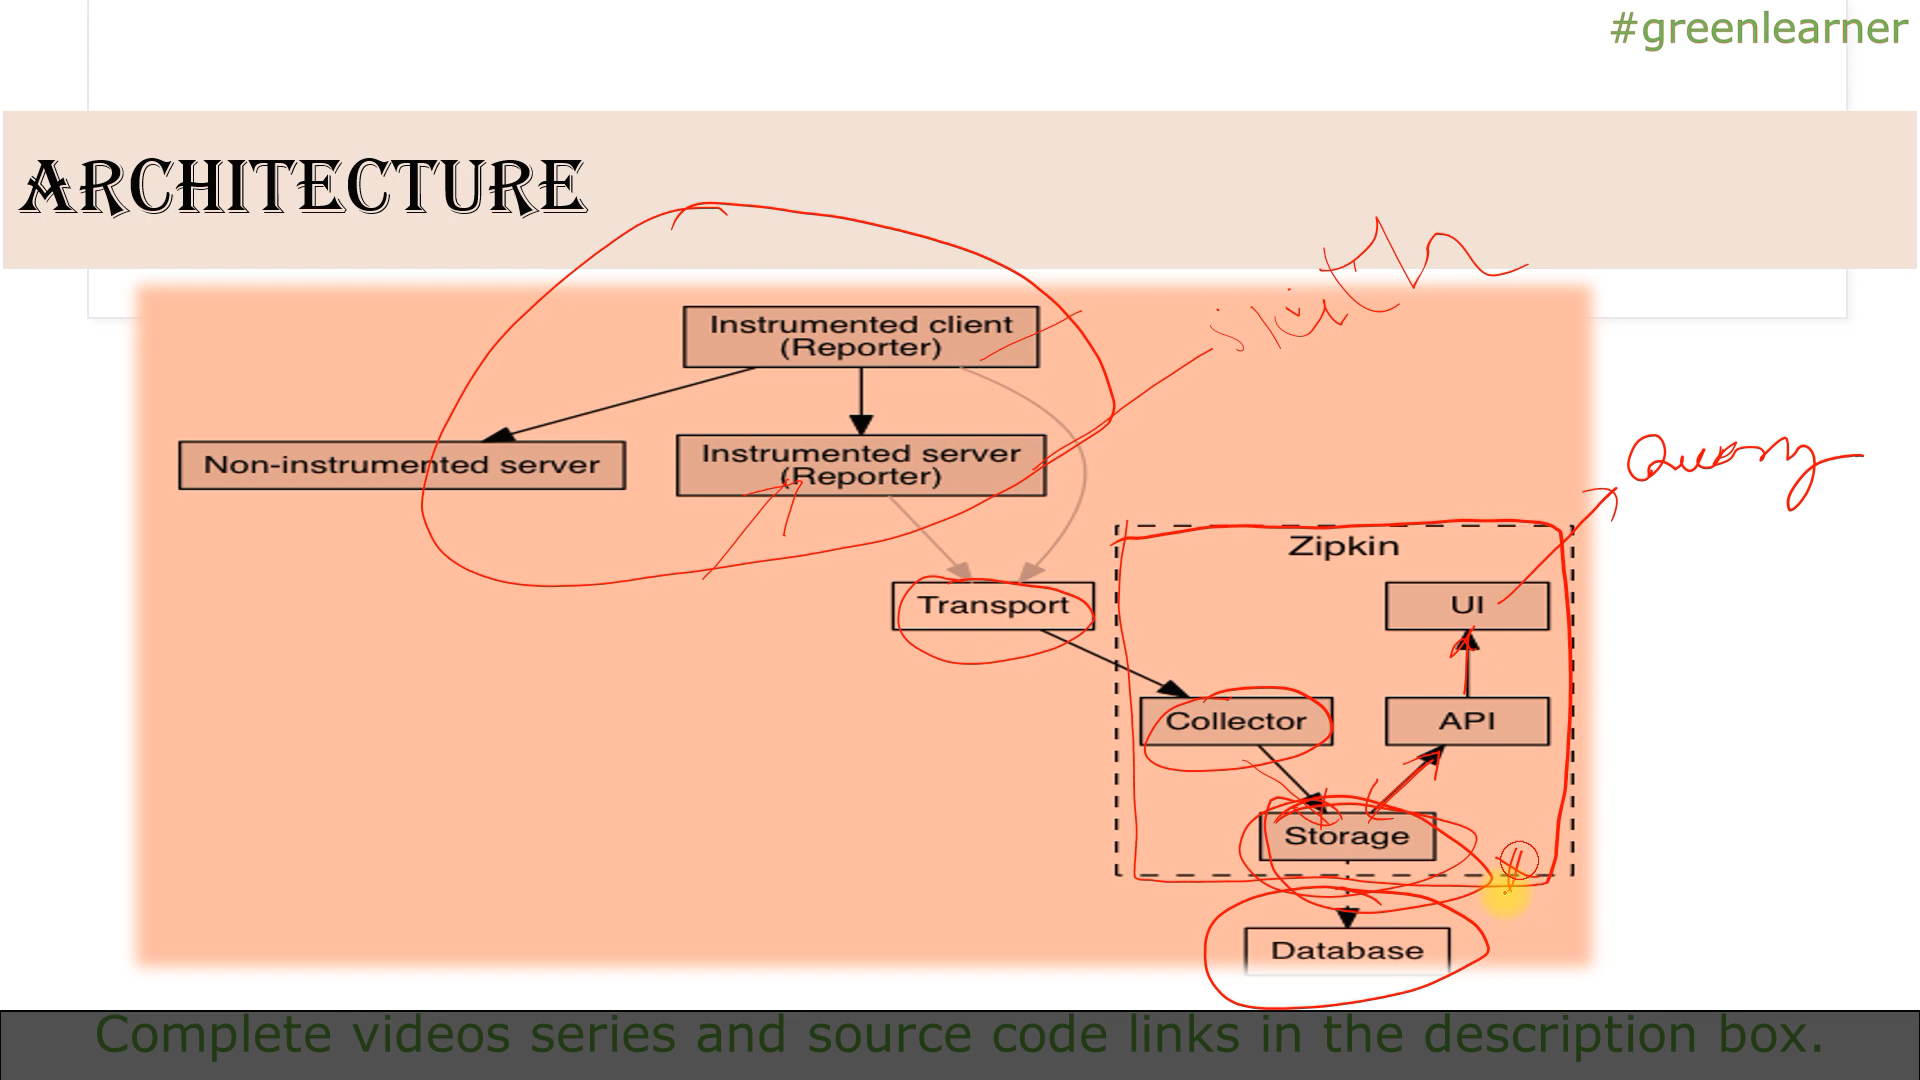 #greenlearner
ARCHITECTURE
Instrumented client
(Reporter)
Non-instrumented server
Instrumented server
(Reporter)
Query
Zipkin
Transport
UI
Collector
API
Storage
Database
Complete videos series and source code links in the description box.